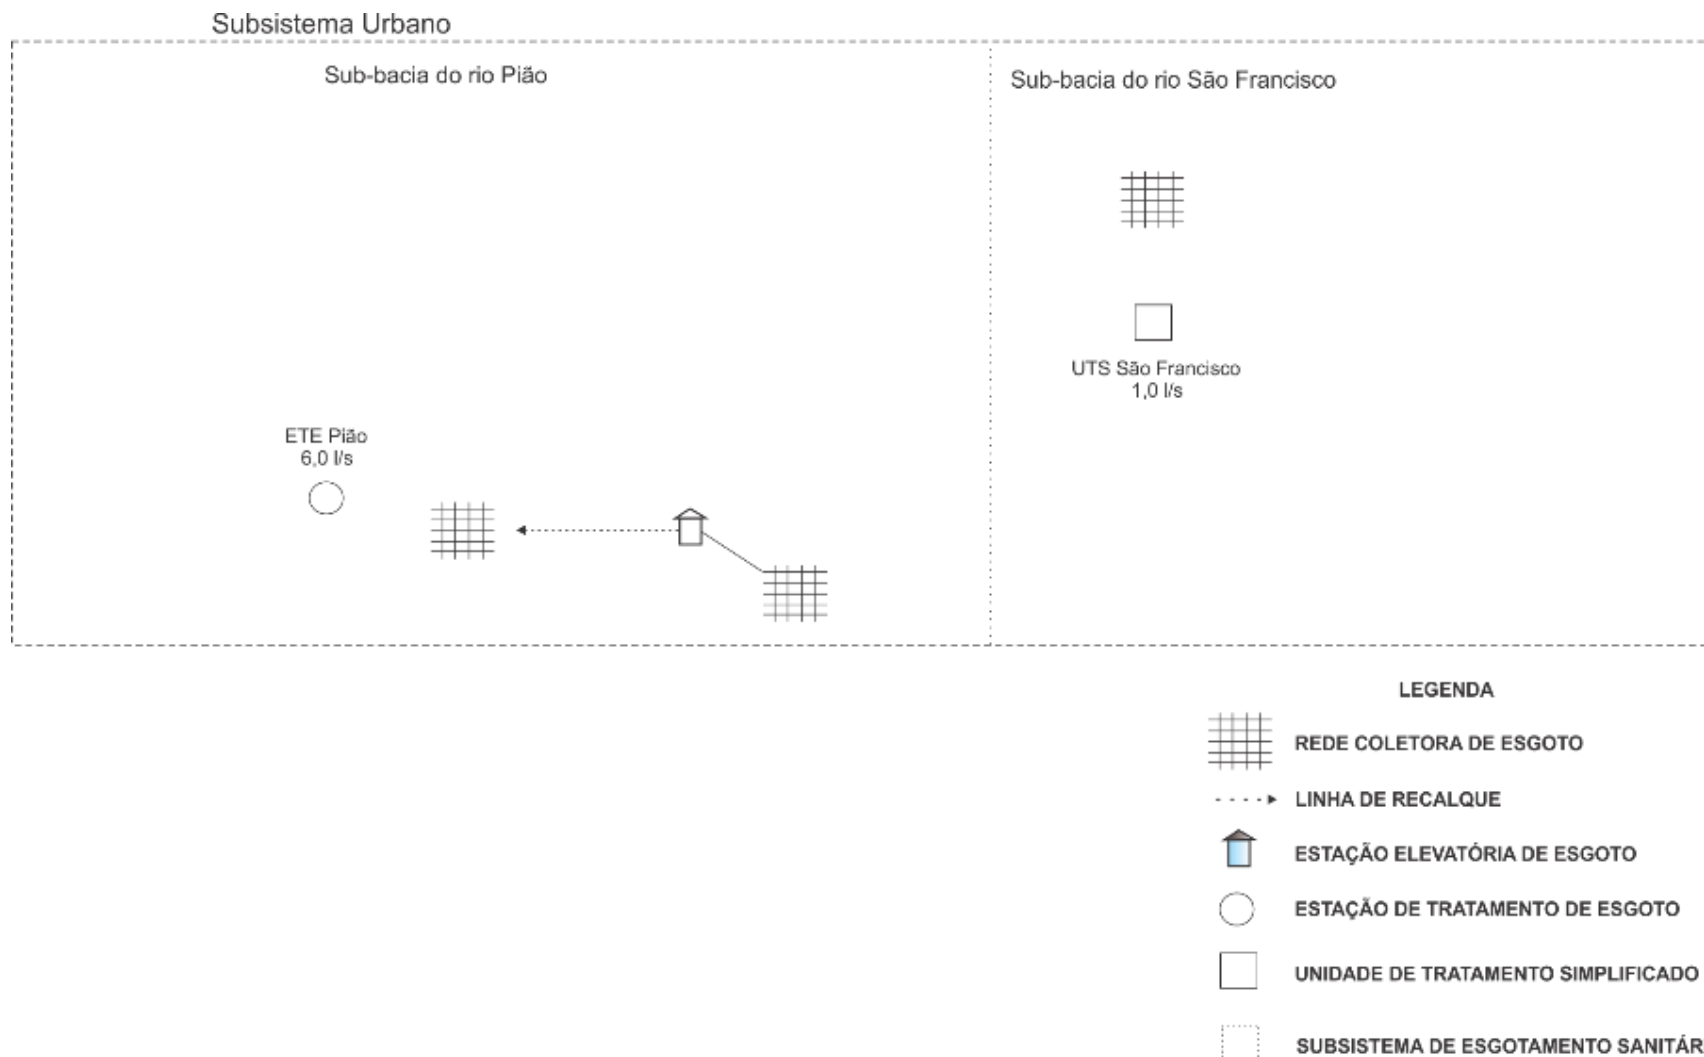 Subsistema Urbano
Sub-bacia do rio Pião
Sub-bacia do rio São Francisco
UTS São Francisco
1,0 l/s
ETE Pião
6,0 l/s
LEGENDA
REDE COLETORA DE ESGOTO
LINHA DE RECALQUE
ESTAÇÃO ELEVATÓRIA DE ESGOTO
ESTAÇÃO DE TRATAMENTO DE ESGOTO
UNIDADE DE TRATAMENTO SIMPLIFICADO
SUBSISTEMA DE ESGOTAMENTO SANITÁR